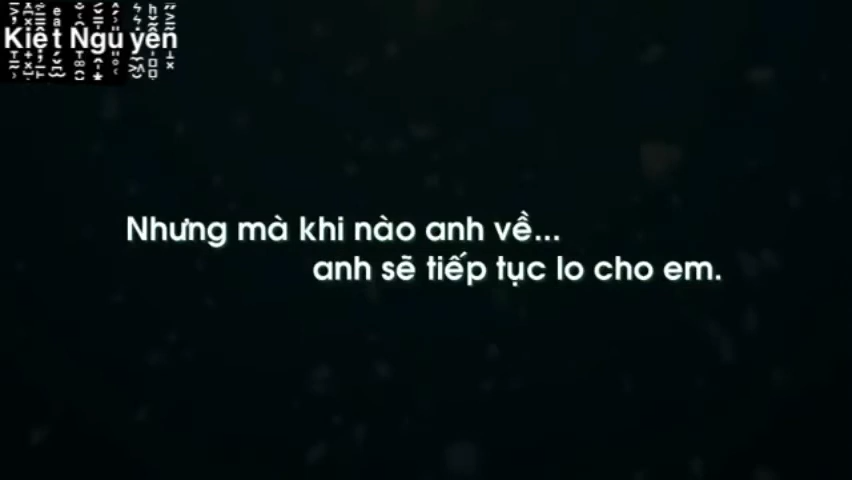 Kiệt Nguyễn
Nhưng mà khi nào anh về...
anh sẽ tiếp tục lo cho em.